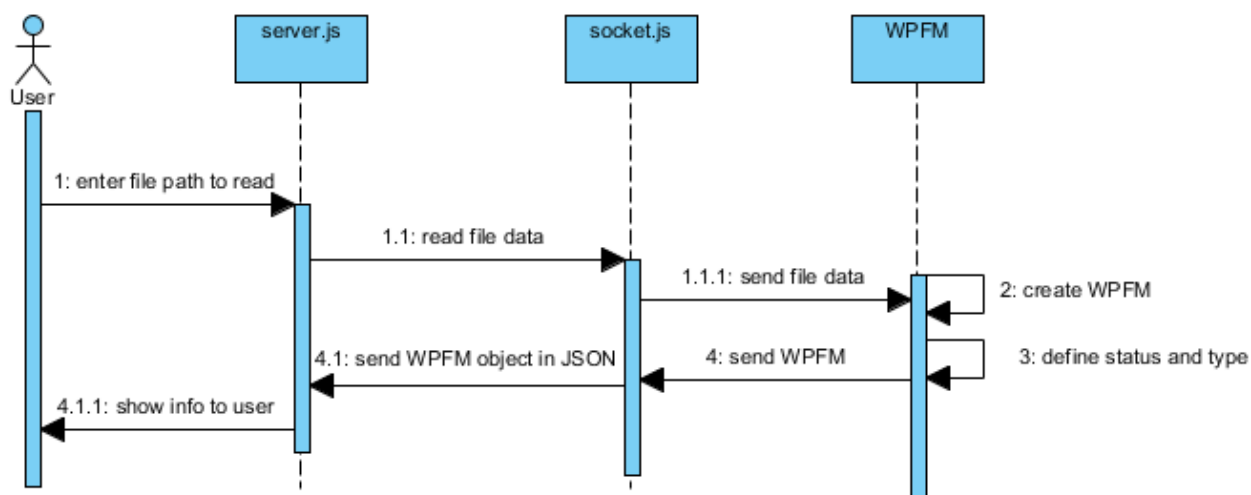 server.js
socket.js
WPFM
User
1: enter file path to read
1.1: read file data
1.1.1: send file data
2: create WPFM
3: define status and type
4: send WPFM
4.1: send WPFM object in JSON
4.1.1: show info to user